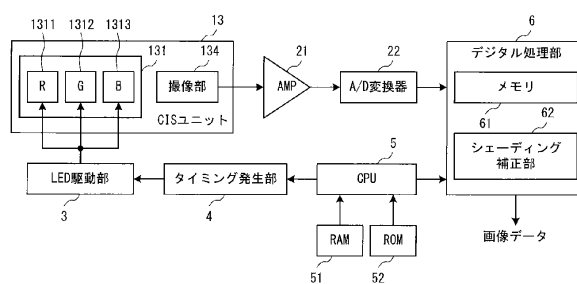 13
6
1311 1312 1313
131 134 21 22
デジタル処理部
R G B 撮像部 AMP A/D変換器 メモリ
CISユニット
61 62
シェーディング
補正部
5
LED駆動部 タイミング発生部 CPU
3 4
RAM ROM 画像データ
51 52